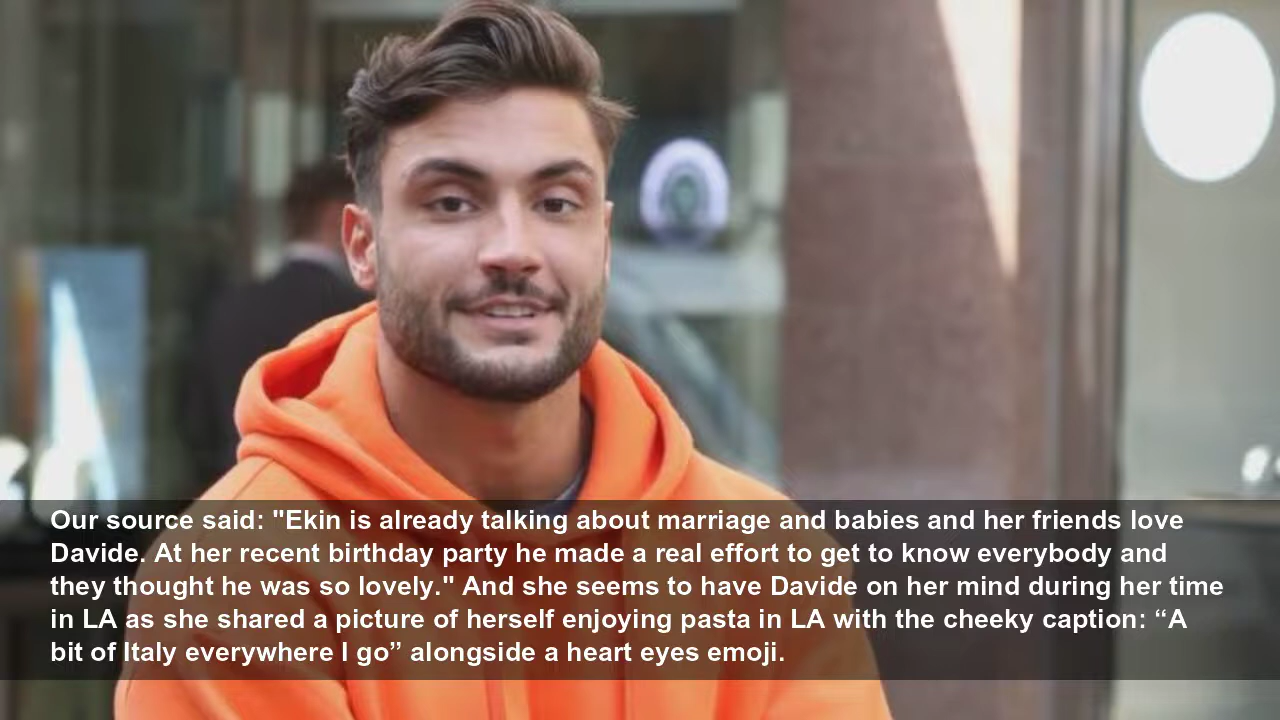 Our source said: "Ekin is already talking about marriage and babies and her friends love
Davide. At her recent birthday party he made a real effort to get to know everybody and
they thought he was so lovely." And she seems to have Davide on her mind during her time
in LA as she shared a picture of herself enjoying pasta in LA with the cheeky caption: “A
bit of Italy everywhere I go” alongside a heart eyes emoji.